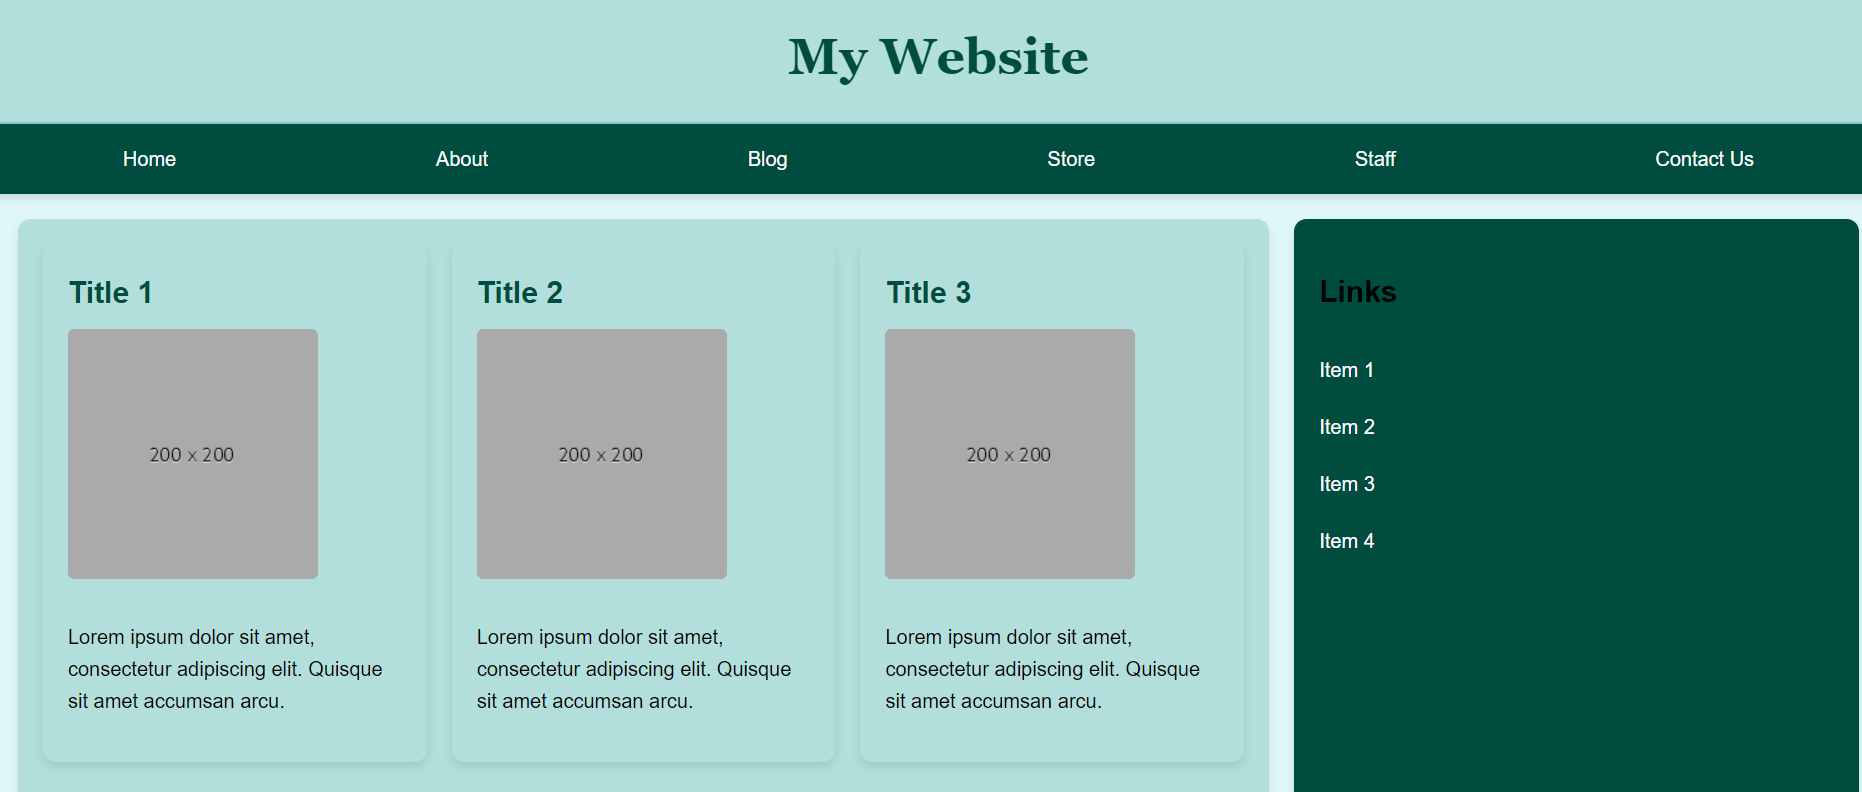 My Website
Home About Blog Store Staff Contact Us
Title 1
200 x 200
Lorem ipsum dolor sit amet,
consectetur adipiscing elit. Quisque
sit amet accumsan arcu.
Title 2
200 x 200
Lorem ipsum dolor sit amet,
consectetur adipiscing elit. Quisque
sit amet accumsan arcu.
Title 3
200 x 200
Lorem ipsum dolor sit amet,
consectetur adipiscing elit. Quisque
sit amet accumsan arcu.
Links
Item 1
Item 2
Item 3
Item 4